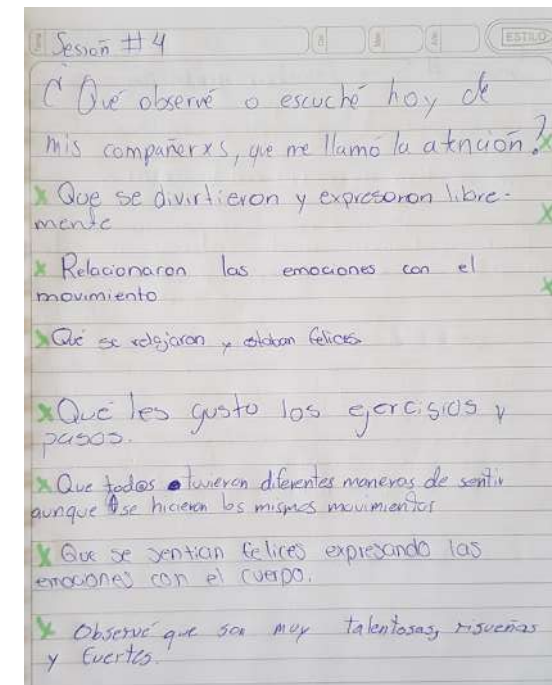 Sesión #4
ESTILO
¿Qué observé o escuché hoy de
mis compañerxs, que me llamó la atención?
x Que se divirtieron y expresaron libre-
mente
x Relacionaron las emociones con el
movimiento
x Qué se relajaron y estaban felices
x Que les gusto los ejercisios y
pasos.
x Que todas tuvieron diferentes maneras de sentir
aunque se hicieron los mismos movimientos
x Que se sentian felices expresando las
emociones con el cuerpo.
x Observé que son muy talentosas, risueñas
y fuertes.